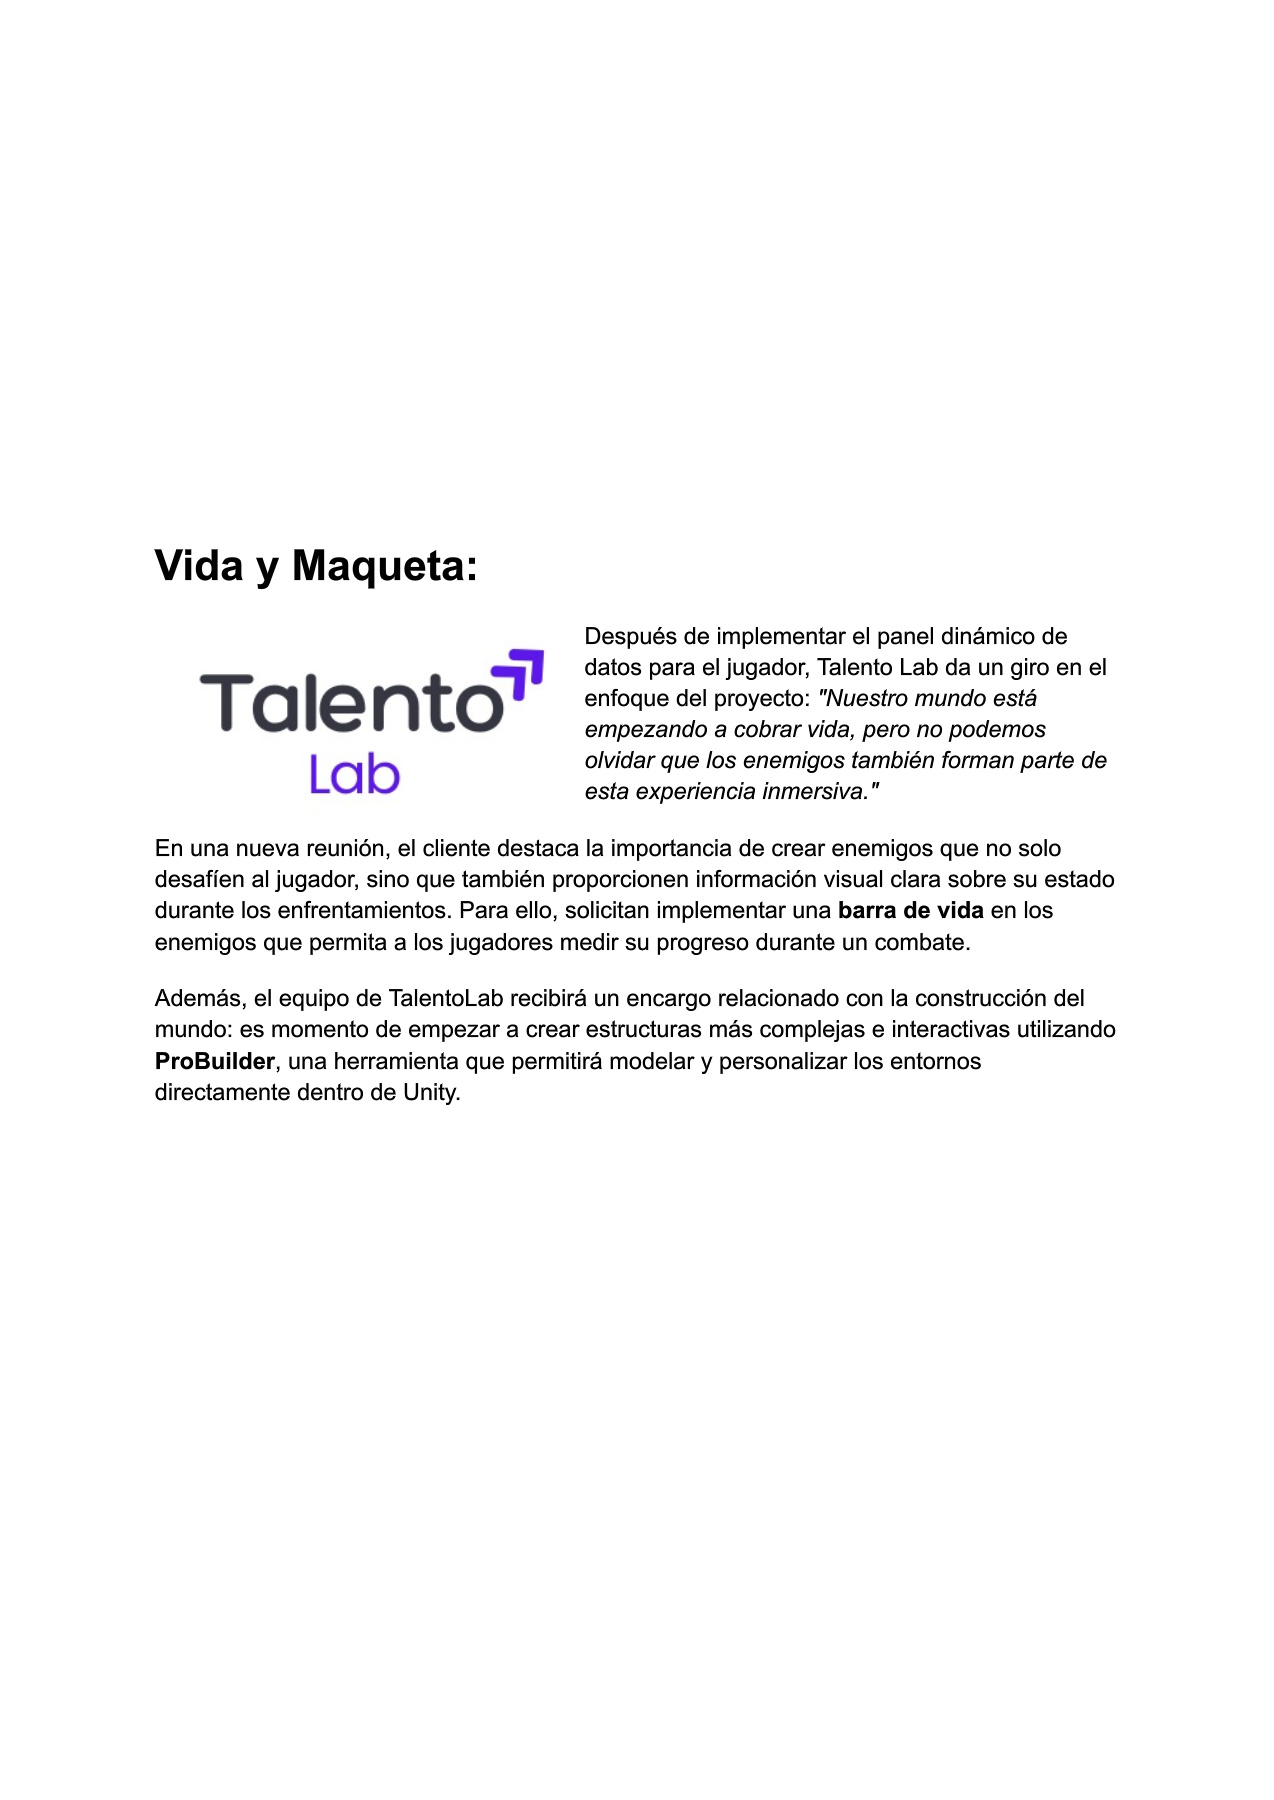 Vida y Maqueta:
Talento
Lab
Después de implementar el panel dinámico de
datos para el jugador, Talento Lab da un giro en el
enfoque del proyecto: "Nuestro mundo está
empezando a cobrar vida, pero no podemos
olvidar que los enemigos también forman parte de
esta experiencia inmersiva."
En una nueva reunión, el cliente destaca la importancia de crear enemigos que no solo
desafíen al jugador, sino que también proporcionen información visual clara sobre su estado
durante los enfrentamientos. Para ello, solicitan implementar una barra de vida en los
enemigos que permita a los jugadores medir su progreso durante un combate.
Además, el equipo de TalentoLab recibirá un encargo relacionado con la construcción del
mundo: es momento de empezar a crear estructuras más complejas e interactivas utilizando
ProBuilder, una herramienta que permitirá modelar y personalizar los entornos
directamente dentro de Unity.